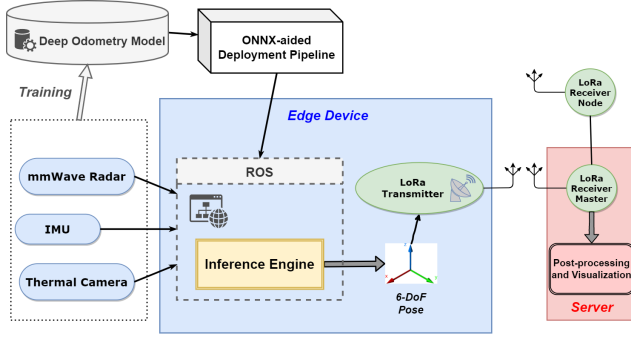 Deep Odometry Model
ONNX-aided
Deployment Pipeline
Training
mmWave Radar
IMU
Thermal Camera
Edge Device
ROS
Inference Engine
6-DoF
Pose
LoRa
Transmitter
LoRa
Receiver
Node
LoRa
Receiver
Master
Post-processing
and Visualization
Server